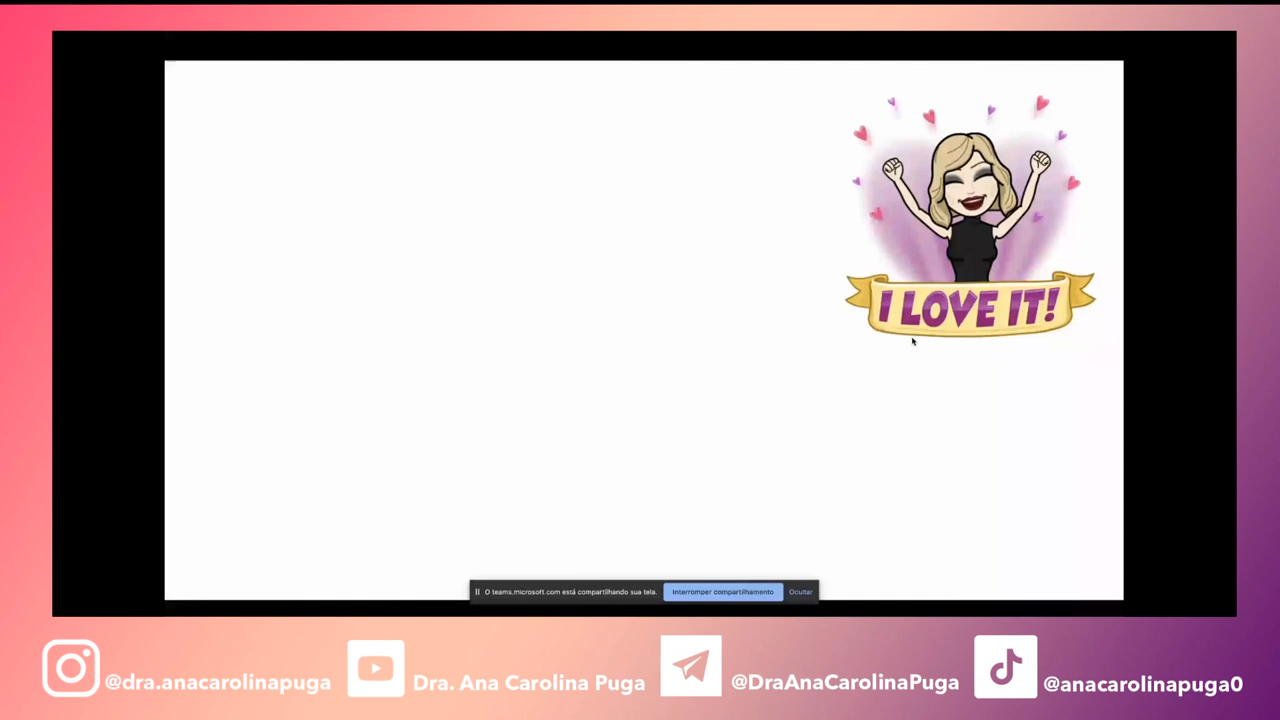 I LOVE IT!
O teams.microsoft.com está compartilhando sua tela.
Interromper compartilhamento
Ocultar
@dra.anacarolinapuga
Dra. Ana Carolina Puga
@DraAnaCarolinaPuga
@anacarolinapuga0